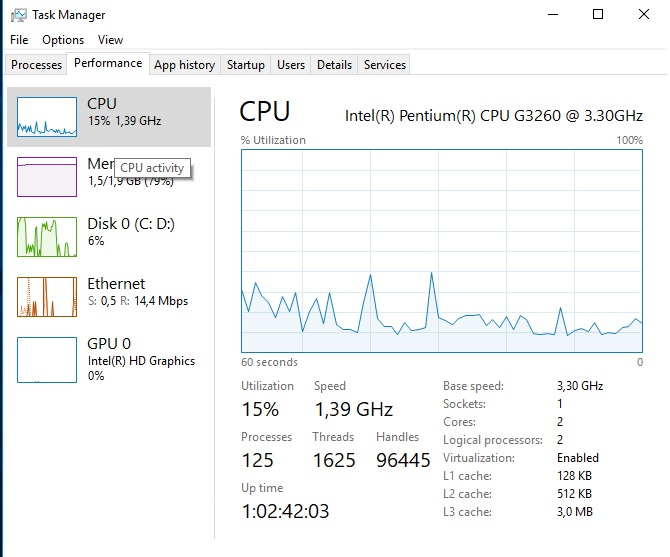 Task Manager
File Options View
Processes Performance App history Startup Users Details Services
CPU
15% 1,39 GHz
CPU activity
1,5/1,9 GB (79%)
Disk 0 (C: D:)
6%
Ethernet
S: 0,5 R: 14,4 Mbps
GPU 0
Intel(R) HD Graphics
0%
CPU
Intel(R) Pentium(R) CPU G3260 @ 3.30GHz
% Utilization 100%
60 seconds 0
Utilization Speed
15% 1,39 GHz
Processes Threads Handles
125 1625 96445
Up time
1:02:42:03
Base speed: 3,30 GHz
Sockets: 1
Cores: 2
Logical processors: 2
Virtualization: Enabled
L1 cache: 128 KB
L2 cache: 512 KB
L3 cache: 3,0 MB